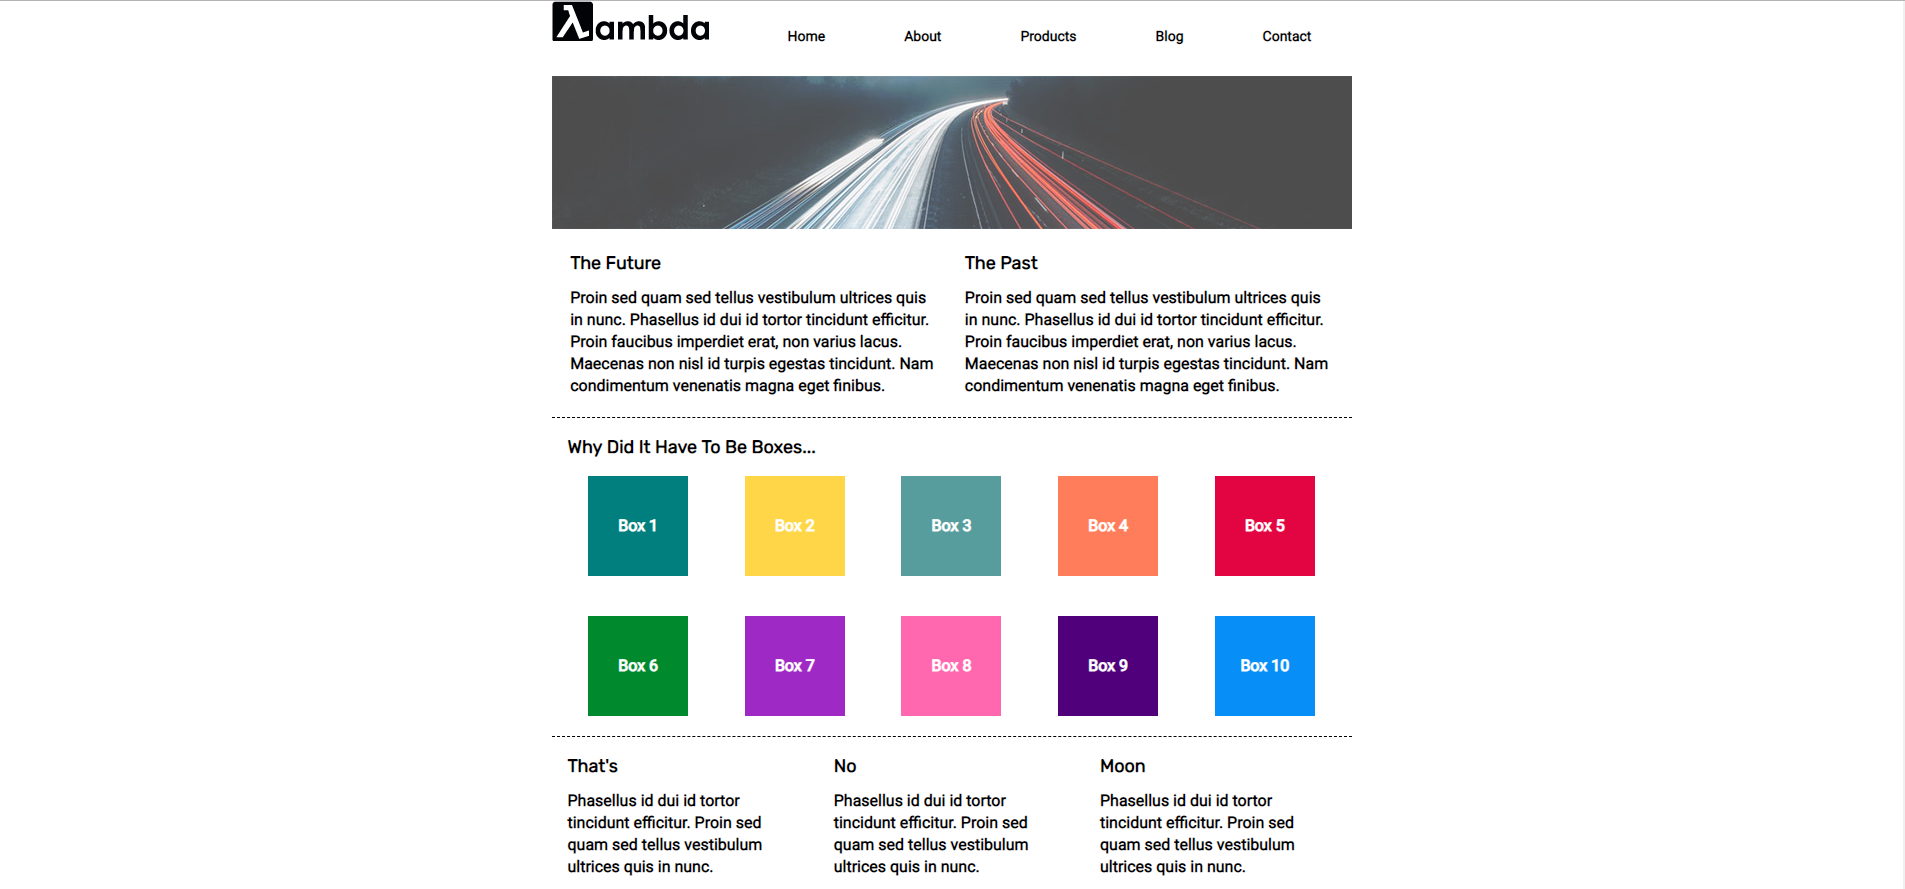 λambda
Home About Products Blog Contact
The Future
Proin sed quam sed tellus vestibulum ultrices quis
in nunc. Phasellus id dui id tortor tincidunt efficitur.
Proin faucibus imperdiet erat, non varius lacus.
Maecenas non nisl id turpis egestas tincidunt. Nam
condimentum venenatis magna eget finibus.
The Past
Proin sed quam sed tellus vestibulum ultrices quis
in nunc. Phasellus id dui id tortor tincidunt efficitur.
Proin faucibus imperdiet erat, non varius lacus.
Maecenas non nisl id turpis egestas tincidunt. Nam
condimentum venenatis magna eget finibus.
Why Did It Have To Be Boxes...
Box 1 Box 2 Box 3 Box 4 Box 5
Box 6 Box 7 Box 8 Box 9 Box 10
That's
Phasellus id dui id tortor
tincidunt efficitur. Proin sed
quam sed tellus vestibulum
ultrices quis in nunc.
No
Phasellus id dui id tortor
tincidunt efficitur. Proin sed
quam sed tellus vestibulum
ultrices quis in nunc.
Moon
Phasellus id dui id tortor
tincidunt efficitur. Proin sed
quam sed tellus vestibulum
ultrices quis in nunc.